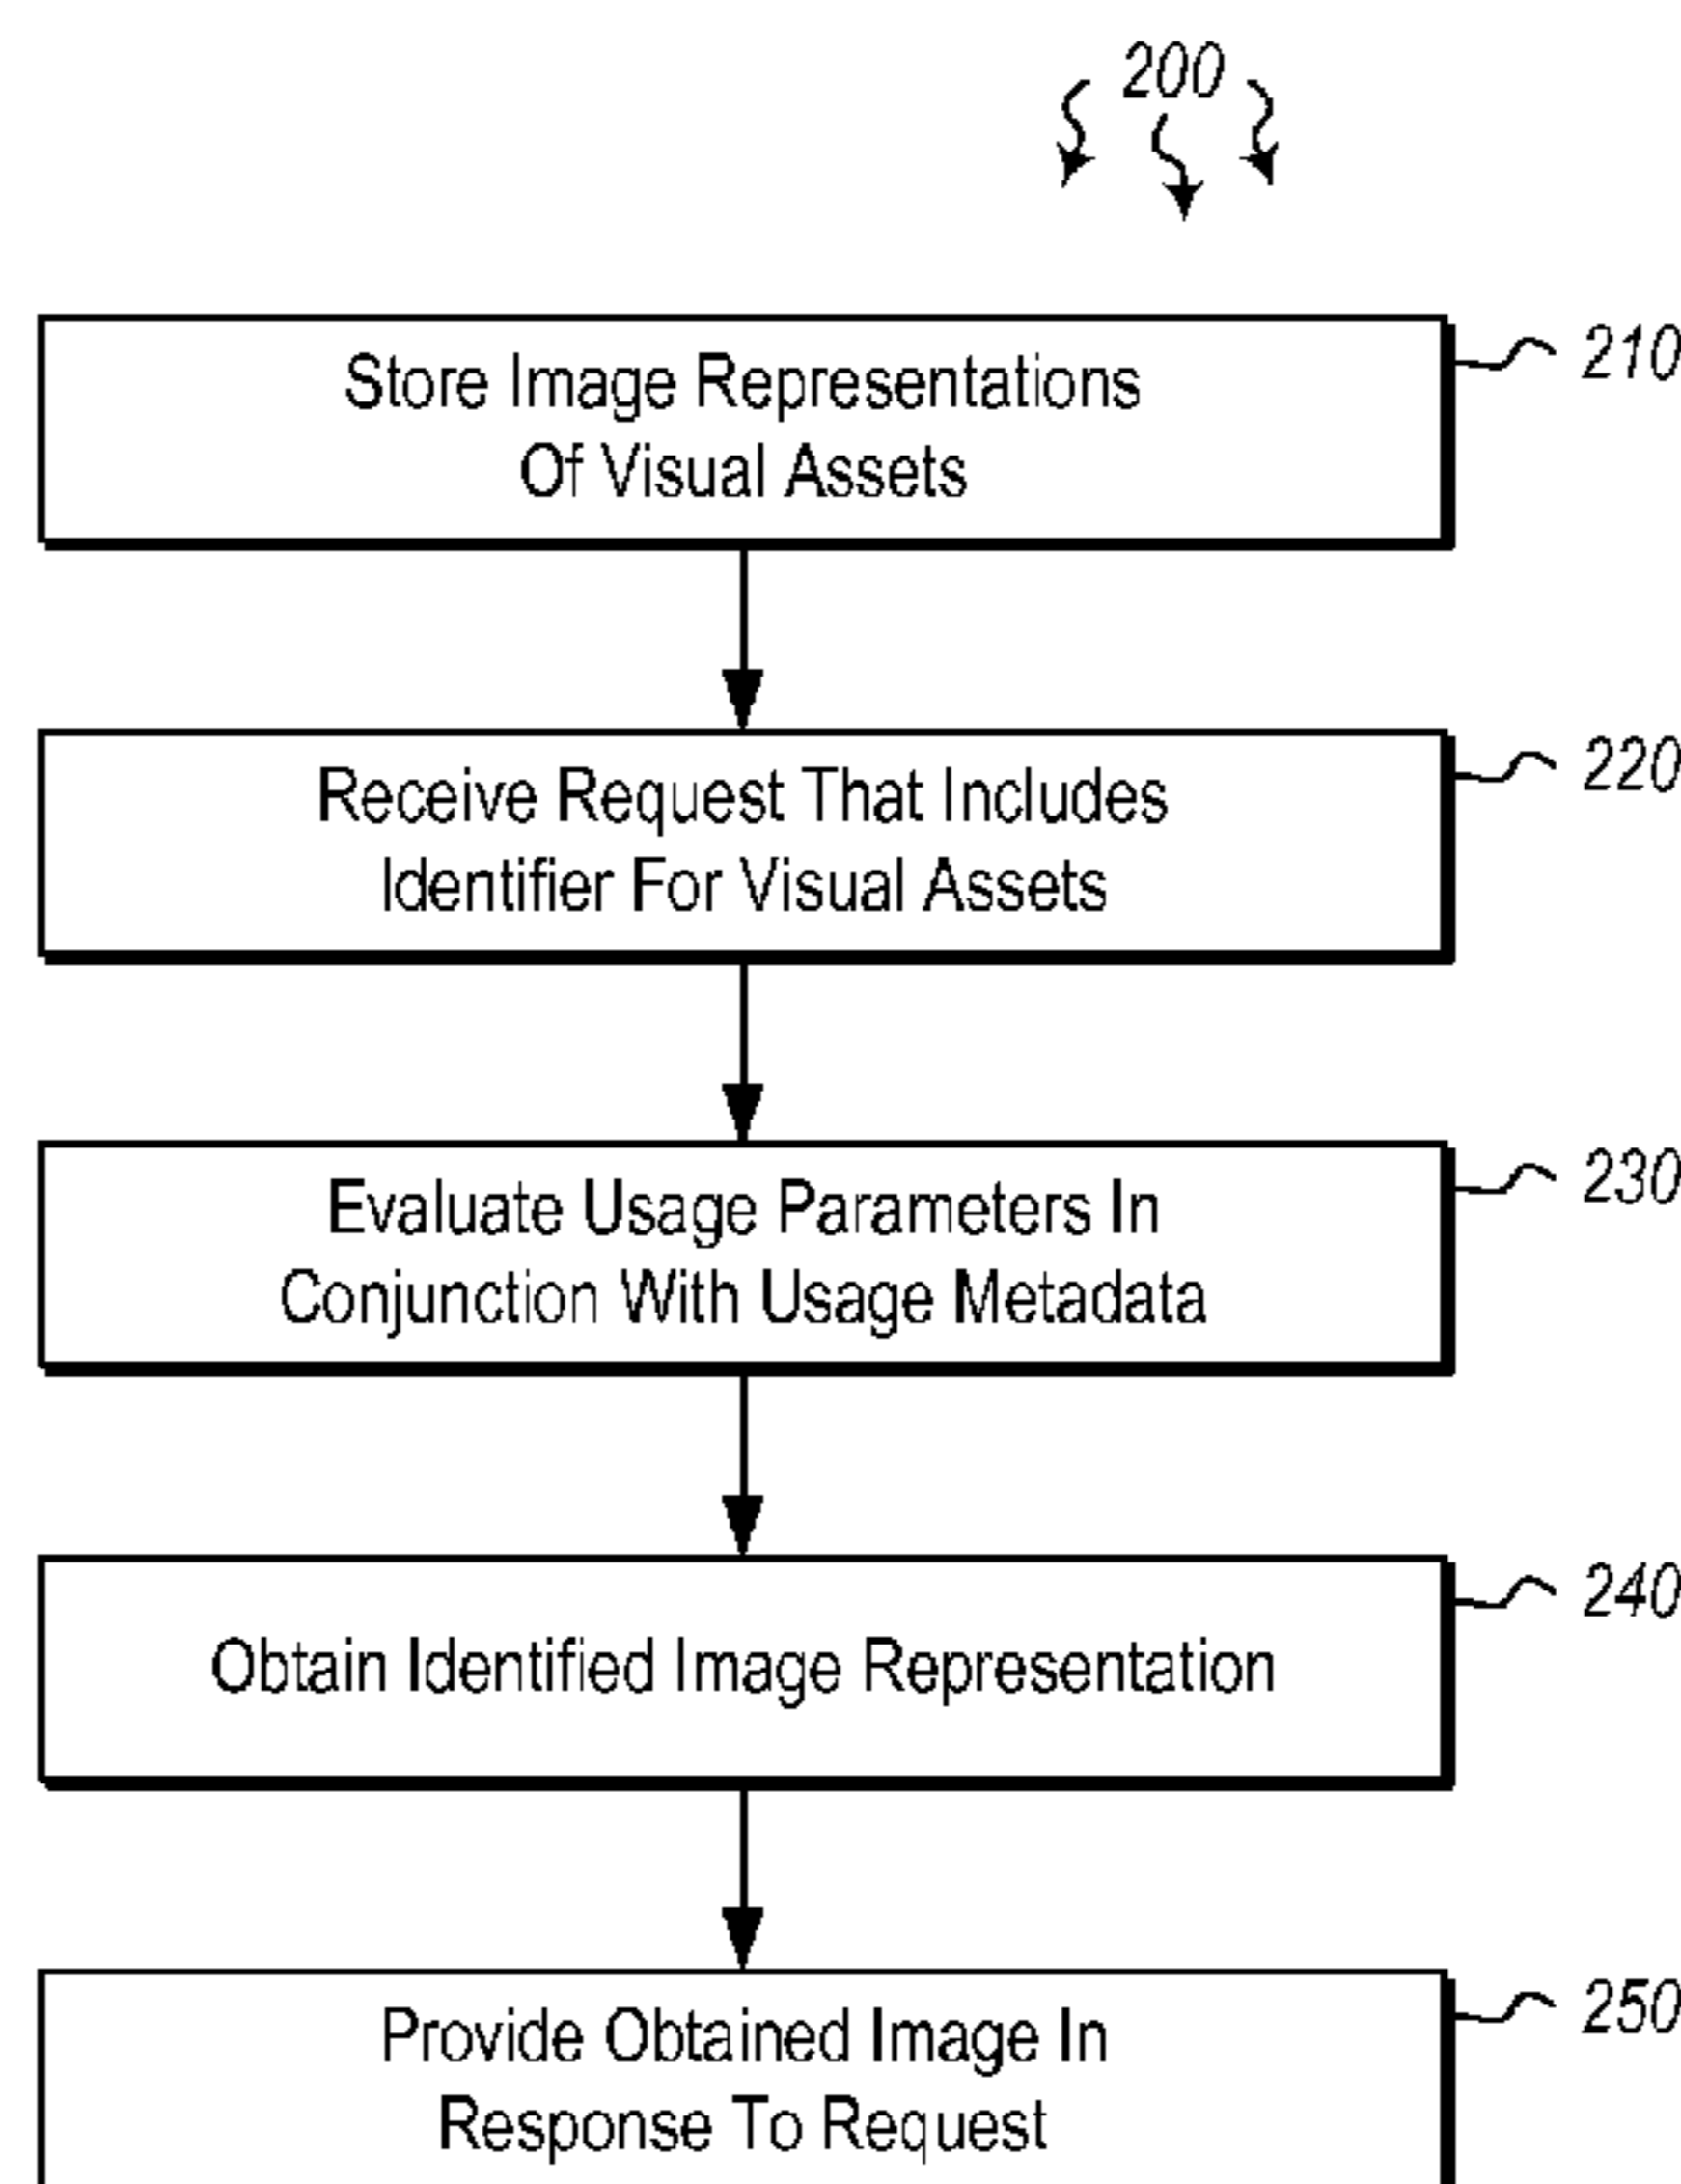 200
Store Image Representations
Of Visual Assets
210
Receive Request That Includes
Identifier For Visual Assets
220
Evaluate Usage Parameters In
Conjunction With Usage Metadata
230
Obtain Identified Image Representation
240
Provide Obtained Image In
Response To Request
250